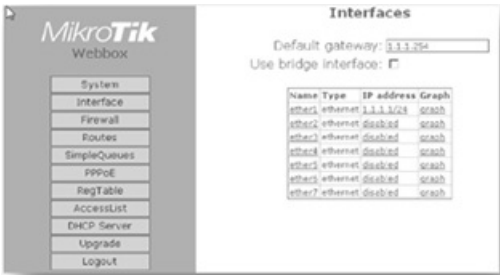 MikroTik
Webbox
System
Interface
Firewall
Routes
SimpleQueues
PPPoE
RegTable
AccessList
DHCP Server
Upgrade
Logout
Interfaces
Default gateway: 1.1.1.254
Use bridge interface:
Name Type IP address Graph
ether1 ethernet 1.1.1.1/24 graph
ether2 ethernet disabled graph
ether3 ethernet disabled graph
ether4 ethernet disabled graph
ether5 ethernet disabled graph
ether6 ethernet disabled graph
ether7 ethernet disabled graph